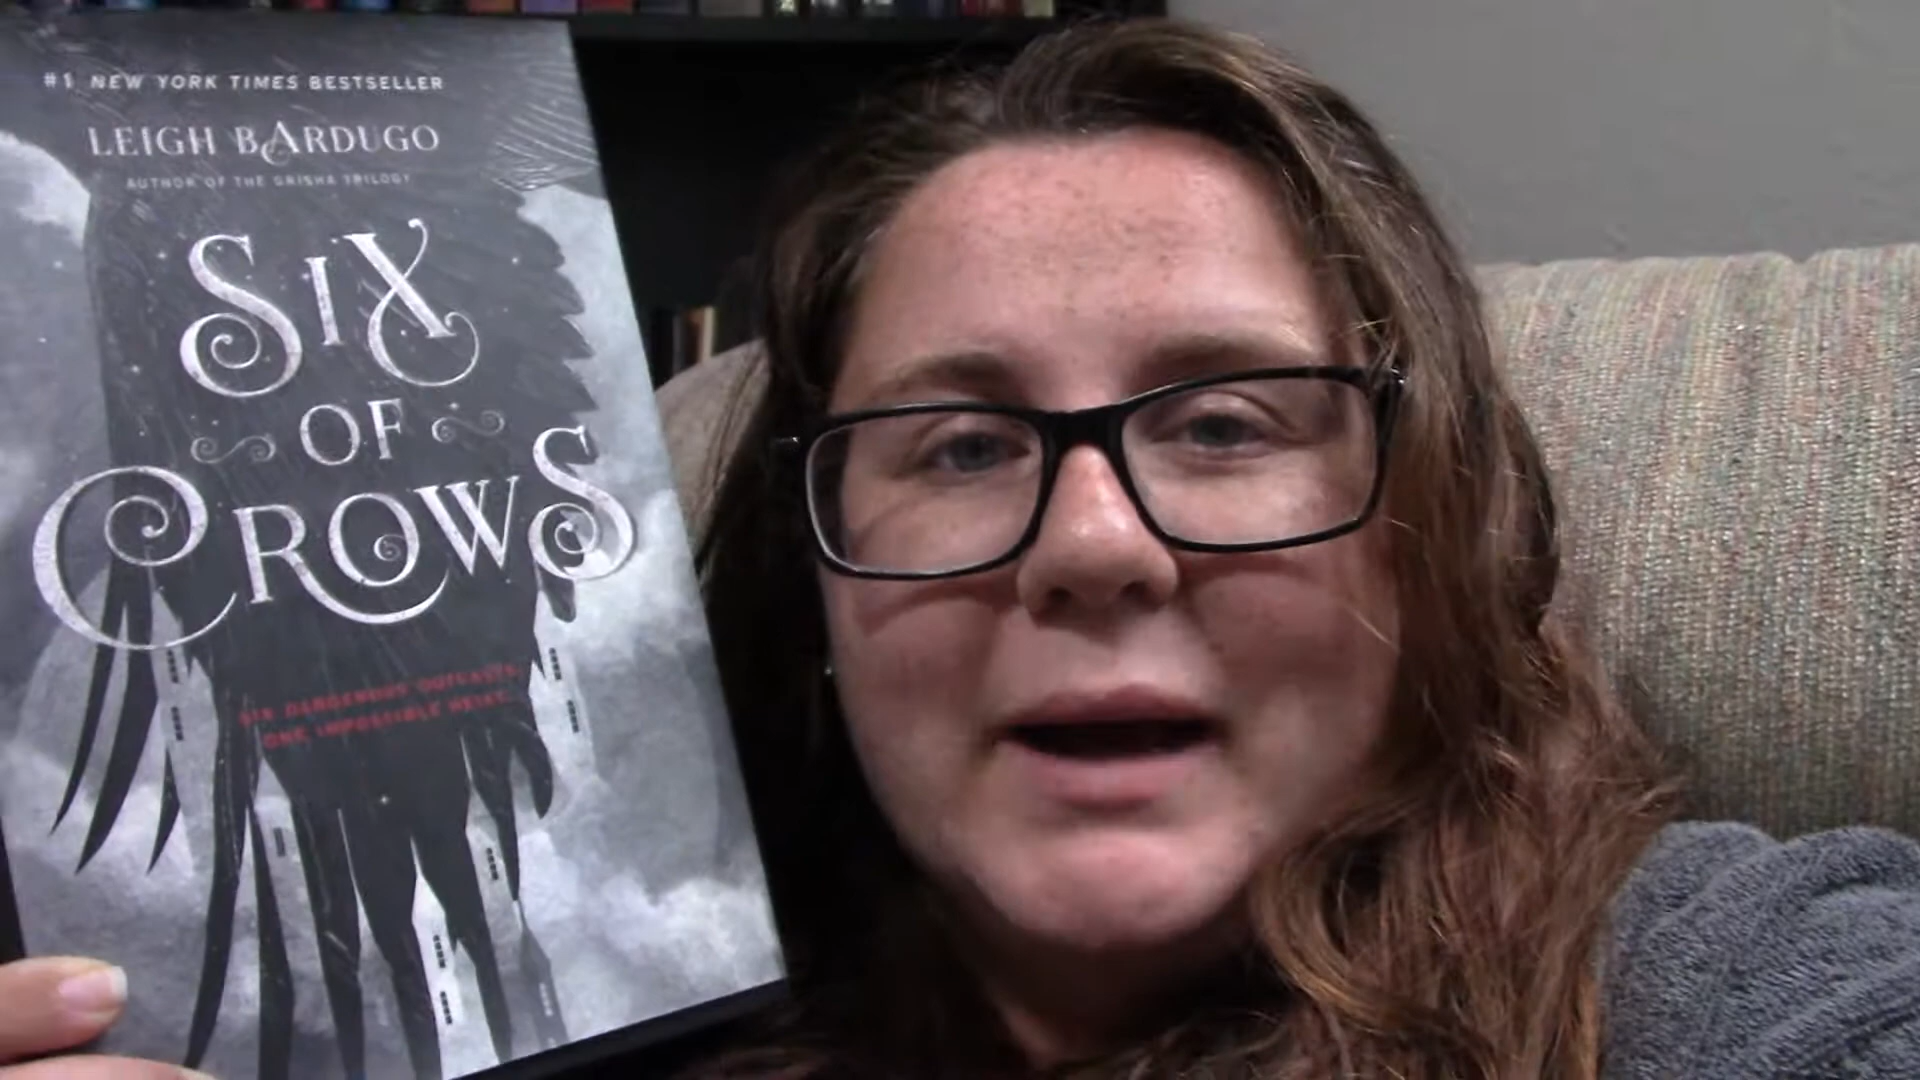 #1 NEW YORK TIMES BESTSELLER
LEIGH BARDUGO
AUTHOR OF THE GRISHA TRILOGY
SIX
OF
CROWS
SIX DANGEROUS OUTCASTS.
ONE IMPOSSIBLE HEIST.